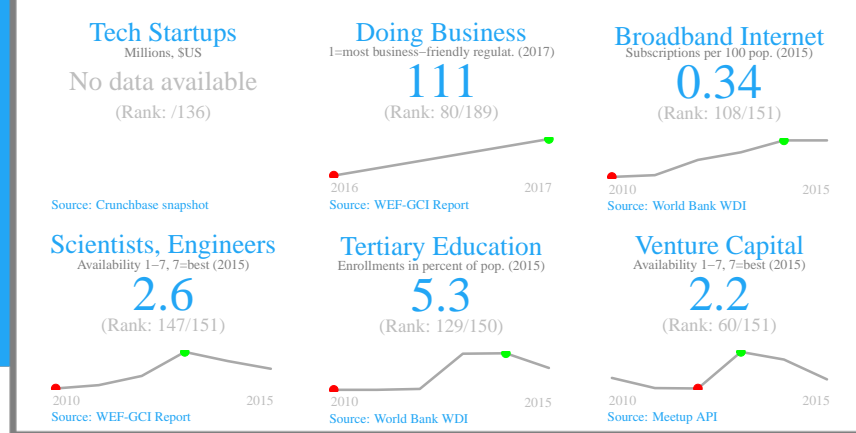 Tech Startups
Millions, $US
No data available
(Rank: /136)
Source: Crunchbase snapshot
Doing Business
1=most business−friendly regulat. (2017)
111
(Rank: 80/189)
2016 2017
Source: WEF-GCI Report
Broadband Internet
Subscriptions per 100 pop. (2015)
0.34
(Rank: 108/151)
2010 2015
Source: World Bank WDI
Scientists, Engineers
Availability 1−7, 7=best (2015)
2.6
(Rank: 147/151)
2010 2015
Source: WEF-GCI Report
Tertiary Education
Enrollments in percent of pop. (2015)
5.3
(Rank: 129/150)
2010 2015
Source: World Bank WDI
Venture Capital
Availability 1−7, 7=best (2015)
2.2
(Rank: 60/151)
2010 2015
Source: Meetup API